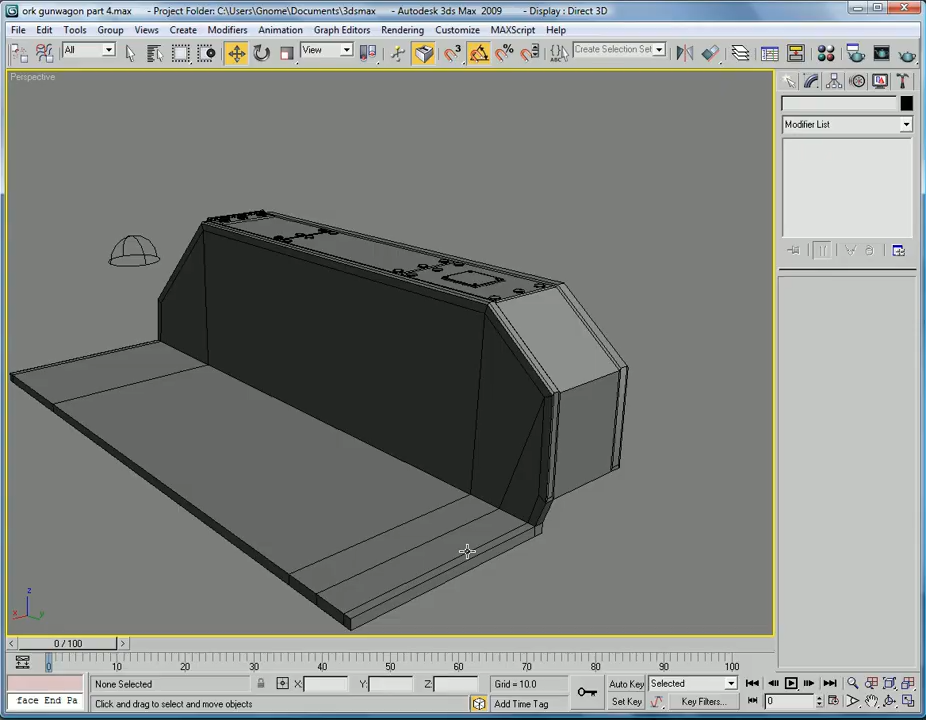 ork gunwagon part 4.max - Project Folder: C:\Users\Gnome\Documents\3dsmax - Autodesk 3ds Max 2009 - Display : Direct 3D
File Edit Tools Group Views Create Modifiers Animation Graph Editors Rendering Customize MAXScript Help
All View 3 Create Selection Set
Perspective
Modifier List
z
x y
0 / 100
0 10 20 30 40 50 60 70 80 90 100
None Selected X: Y: Z: Grid = 10.0 Auto Key Selected
face End Pa Click and drag to select and move objects Add Time Tag Set Key Key Filters... 0